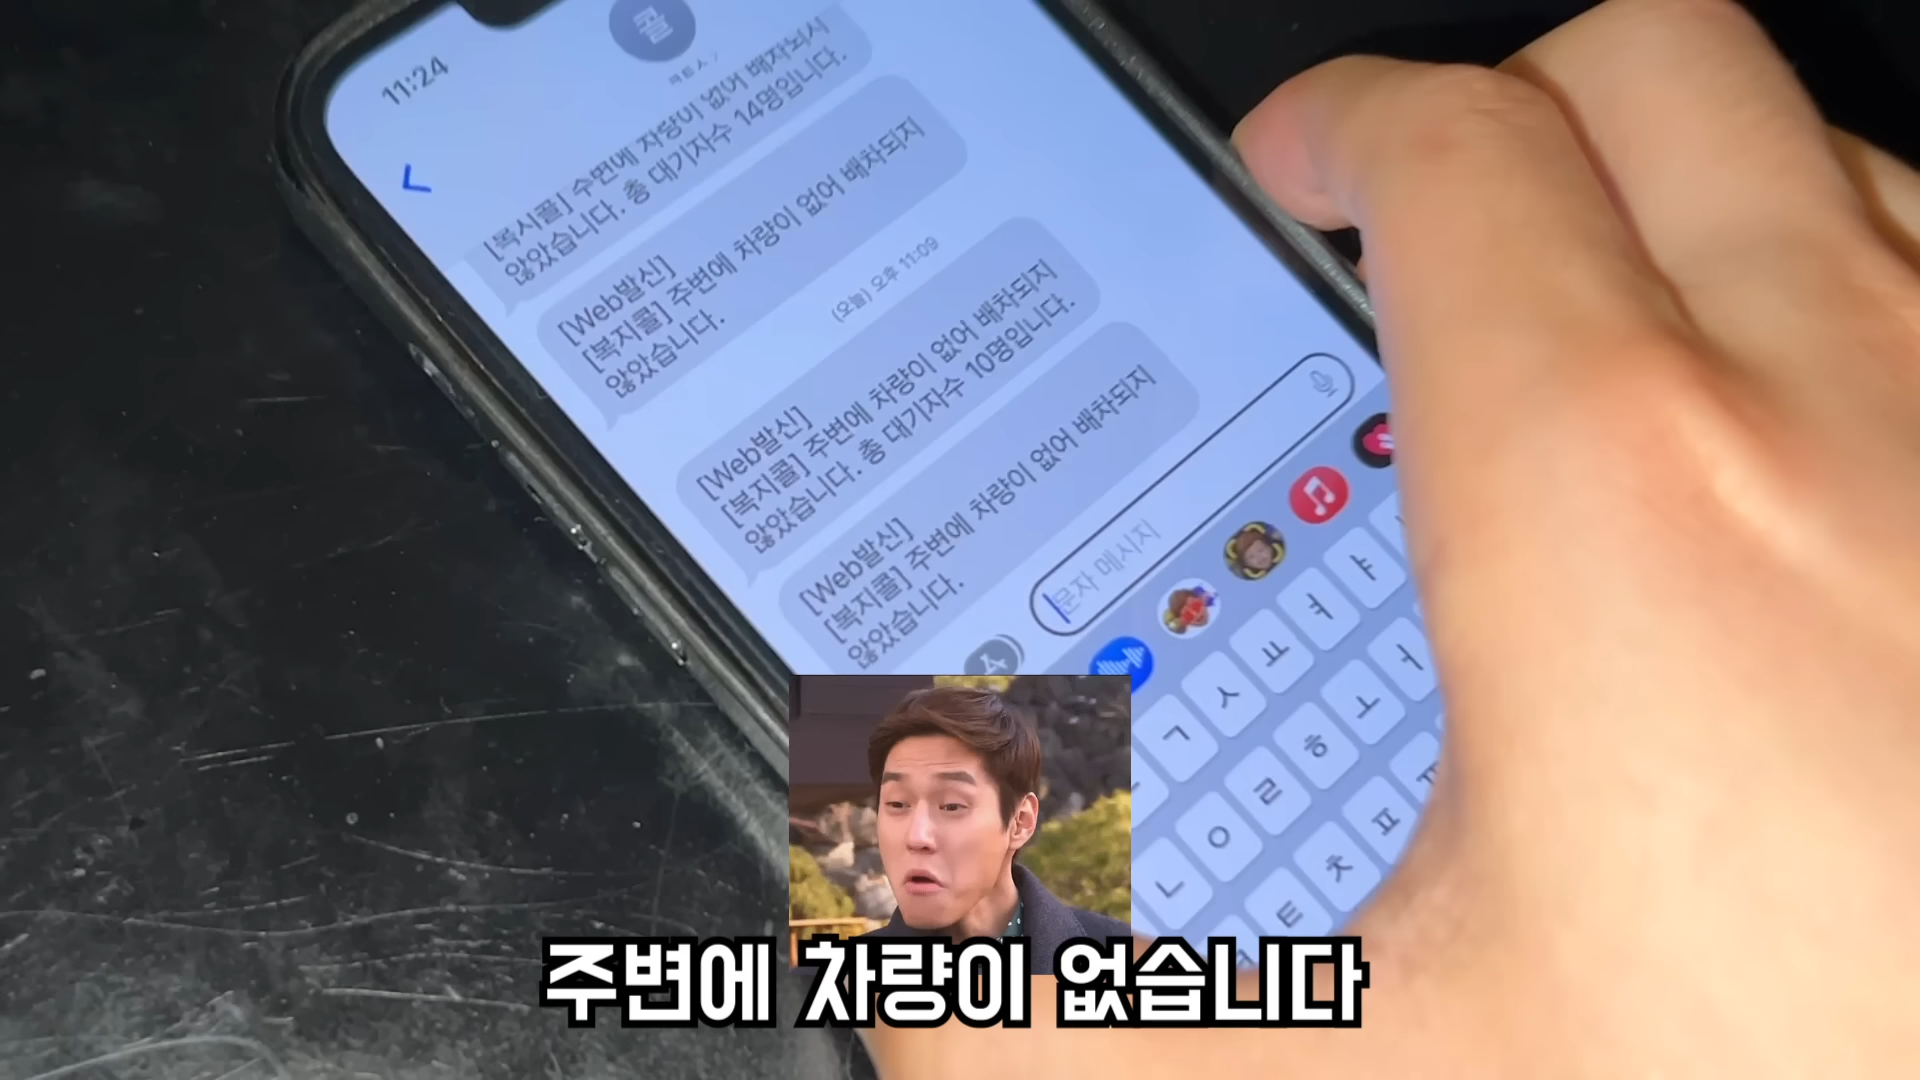 11:24
콜
[복지콜] 주변에 차량이 없어 배차되지
않았습니다. 총 대기자수 14명입니다.
[Web발신]
[복지콜] 주변에 차량이 없어 배차되지
않았습니다.
(오늘) 오후 11:09
[Web발신]
[복지콜] 주변에 차량이 없어 배차되지
않았습니다. 총 대기자수 10명입니다.
[Web발신]
[복지콜] 주변에 차량이 없어 배차되지
않았습니다.
문자 메시지
ㄱ ㅅ ㅛ ㅕ ㅑ
ㄴ ㅇ ㄹ ㅎ ㅗ ㅓ
ㅌ ㅊ ㅍ
주변에 차량이 없습니다